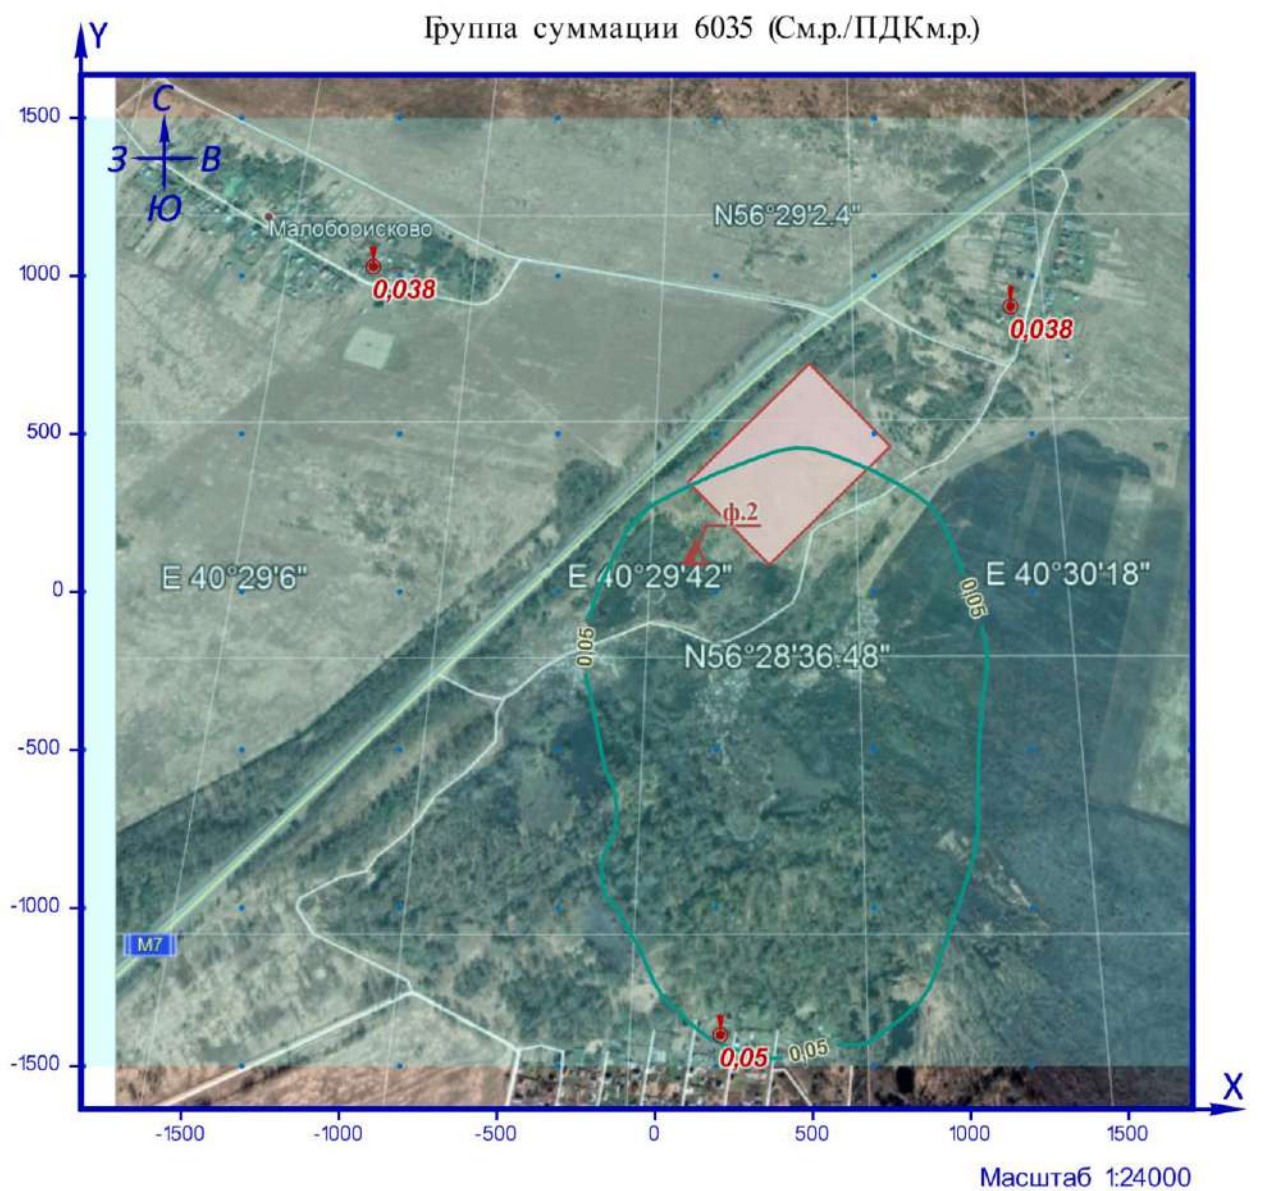 Группа суммации 6035 (См.р./ПДКм.р.)
Y
1500
С
З В
Ю
N56°29'2.4"
Малоборисково
1000
0,038
0,038
500
ф.2
E 40°29'6"
E 40°29'42"
E 40°30'18"
0
0,05
0,05
N56°28'36.48"
-500
-1000
M7
0,05
0,05
-1500
X
-1500 -1000 -500 0 500 1000 1500
Масштаб 1:24000